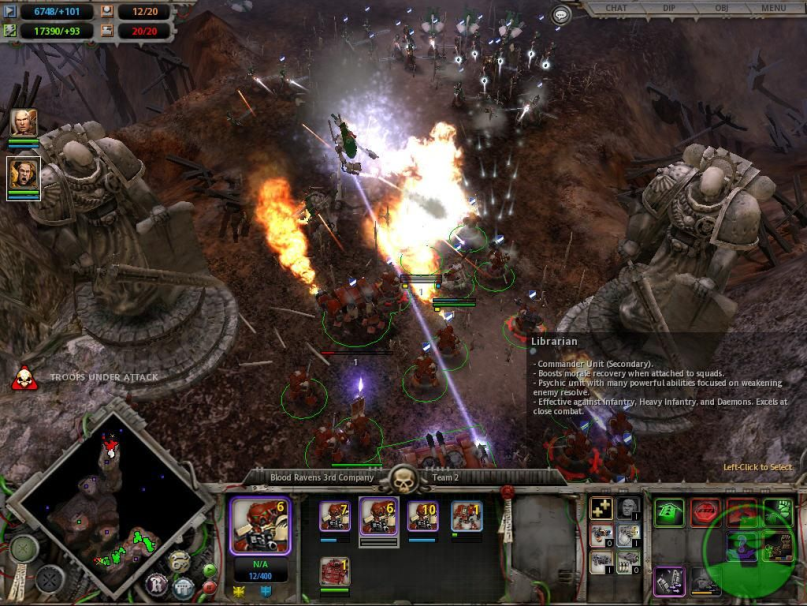 6748/+101 12/20
17390/+93 20/20
CHAT DIP OBJ MENU
1
1
Librarian
- Commander Unit (Secondary).
- Boosts morale recovery when attached to squads.
- Psychic unit with many powerful abilities focused on weakening
enemy resolve.
- Effective against Infantry, Heavy Infantry, and Daemons. Excels at
close combat.
TROOPS UNDER ATTACK
Left-Click to Select
Blood Ravens 3rd Company Team 2
6 7 6 10 1
N/A
12/400
1